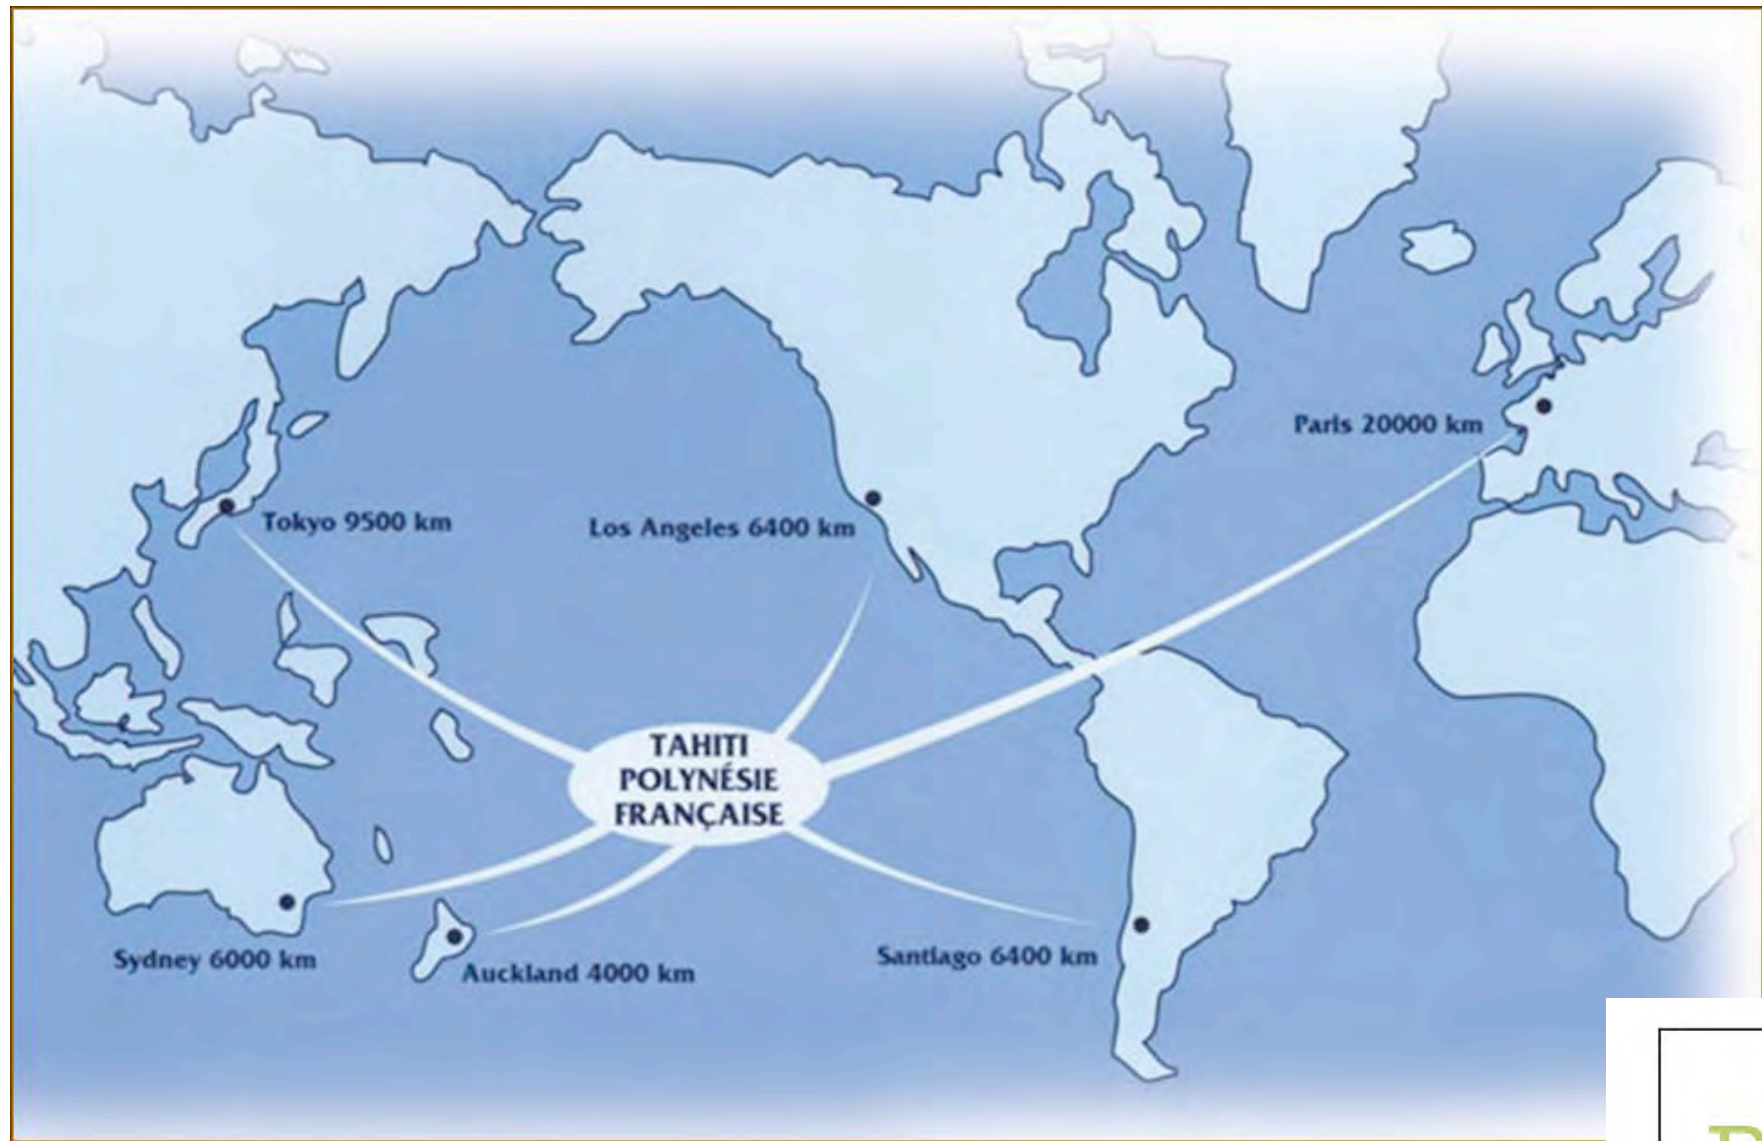 Paris 20000 km
Tokyo 9500 km
Los Angeles 6400 km
TAHITI
POLYNÉSIE
FRANÇAISE
Sydney 6000 km
Auckland 4000 km
Santiago 6400 km